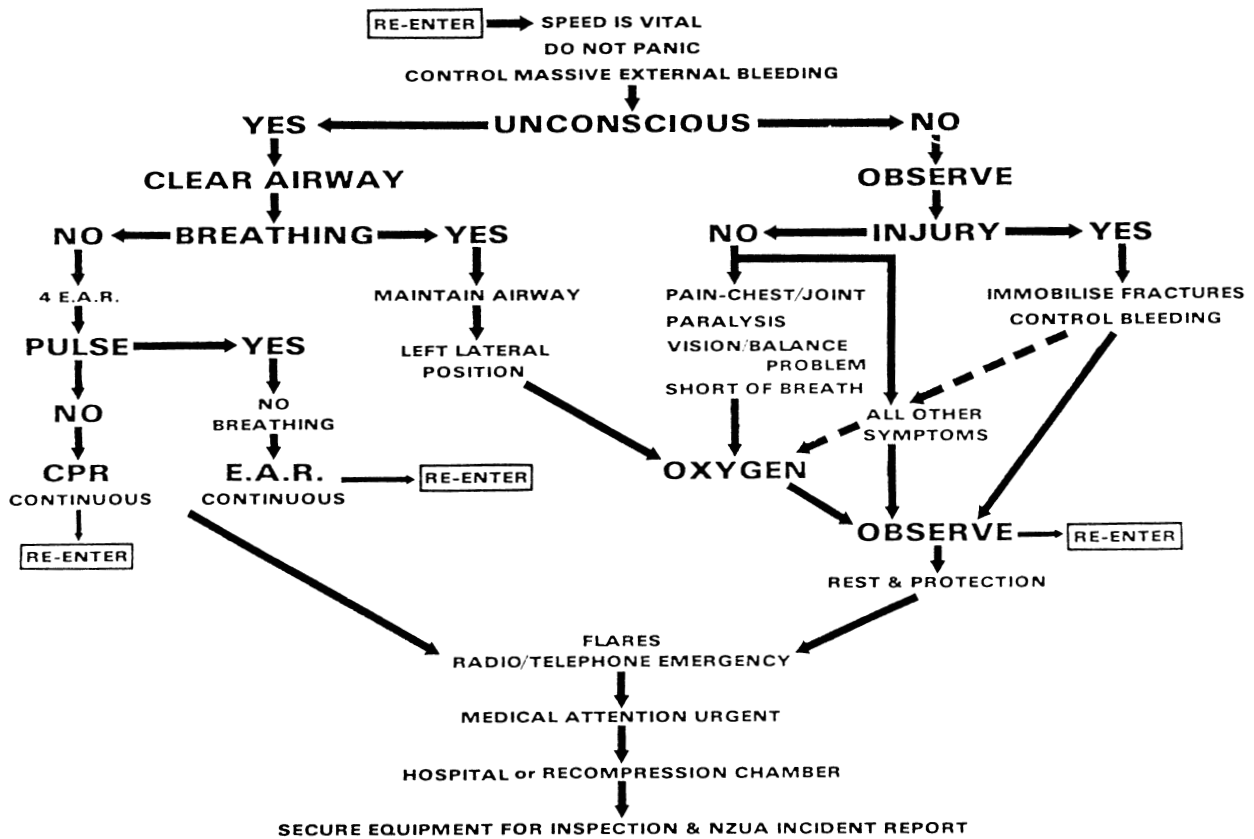 RE-ENTER
SPEED IS VITAL
DO NOT PANIC
CONTROL MASSIVE EXTERNAL BLEEDING
YES
UNCONSCIOUS
NO
CLEAR AIRWAY
OBSERVE
NO
BREATHING
YES
NO
INJURY
YES
4 E.A.R.
MAINTAIN AIRWAY
PAIN-CHEST/JOINT
PARALYSIS
VISION/BALANCE
PROBLEM
SHORT OF BREATH
IMMOBILISE FRACTURES
CONTROL BLEEDING
PULSE
YES
LEFT LATERAL
POSITION
NO
NO
BREATHING
ALL OTHER
SYMPTOMS
CPR
CONTINUOUS
E.A.R.
CONTINUOUS
RE-ENTER
OXYGEN
RE-ENTER
OBSERVE
RE-ENTER
REST & PROTECTION
FLARES
RADIO/TELEPHONE EMERGENCY
MEDICAL ATTENTION URGENT
HOSPITAL or RECOMPRESSION CHAMBER
SECURE EQUIPMENT FOR INSPECTION & NZUA INCIDENT REPORT